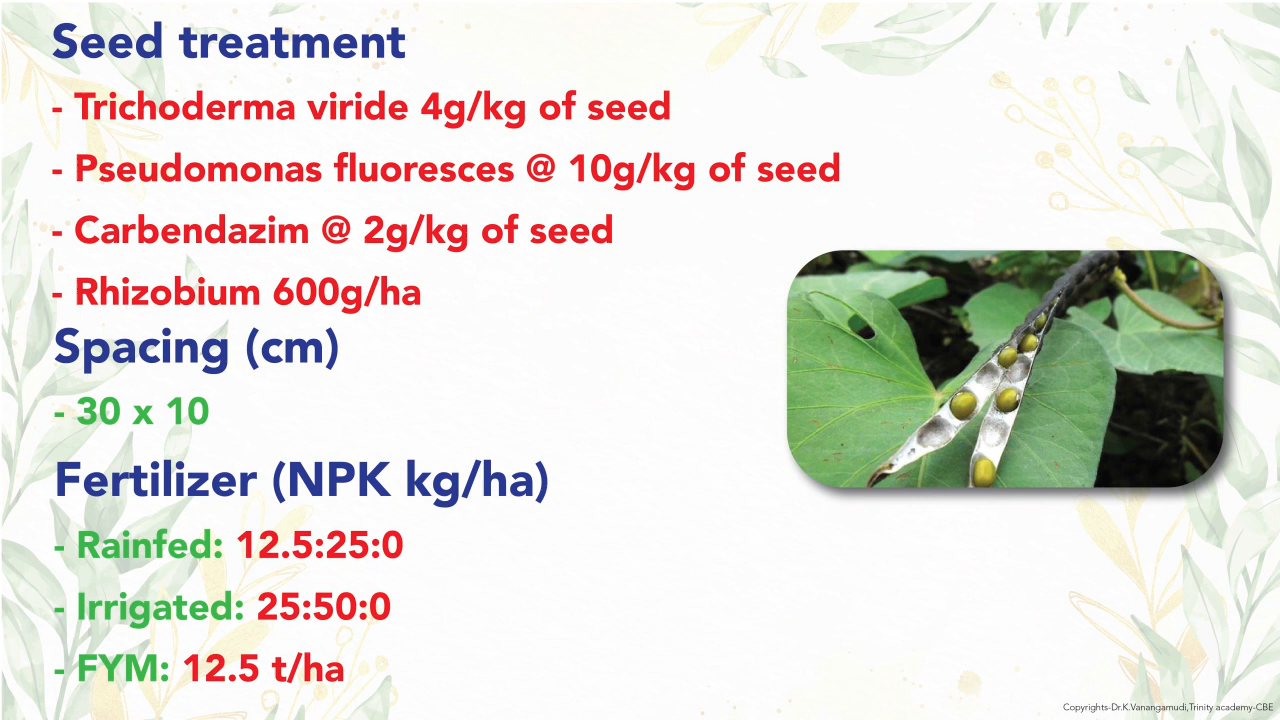 Seed treatment
- Trichoderma viride 4g/kg of seed
- Pseudomonas fluoresces @ 10g/kg of seed
- Carbendazim @ 2g/kg of seed
- Rhizobium 600g/ha
Spacing (cm)
- 30 x 10
Fertilizer (NPK kg/ha)
- Rainfed: 12.5:25:0
- Irrigated: 25:50:0
- FYM: 12.5 t/ha
Copyrights-Dr.K.Vanangamudi,Trinity academy-CBE